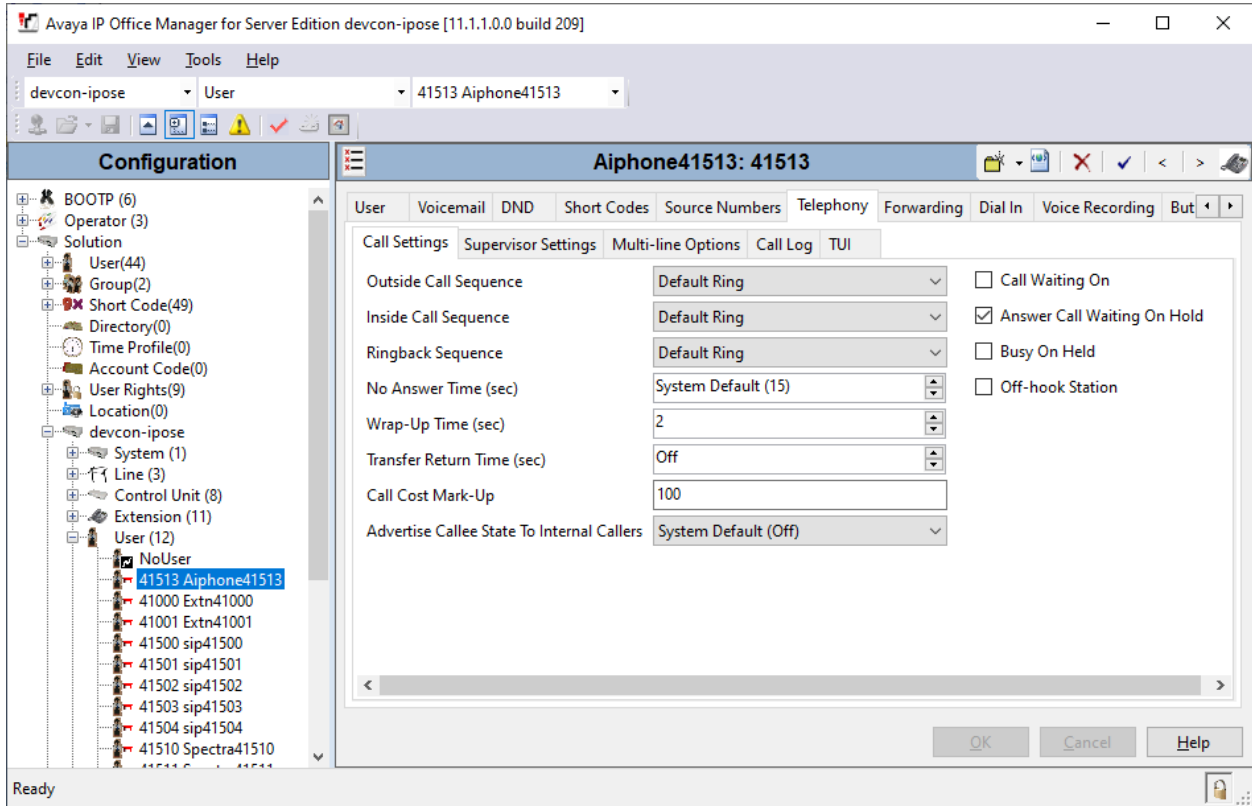 Avaya IP Office Manager for Server Edition devcon-ipose [11.1.1.0.0 build 209]
File Edit View Tools Help
devcon-ipose User 41513 Aiphone41513
Configuration
BOOTP (6)
Operator (3)
Solution
User(44)
Group(2)
Short Code(49)
Directory(0)
Time Profile(0)
Account Code(0)
User Rights(9)
Location(0)
devcon-ipose
System (1)
Line (3)
Control Unit (8)
Extension (11)
User (12)
NoUser
41513 Aiphone41513
41000 Extn41000
41001 Extn41001
41500 sip41500
41501 sip41501
41502 sip41502
41503 sip41503
41504 sip41504
41510 Spectra41510
Aiphone41513: 41513
User Voicemail DND Short Codes Source Numbers Telephony Forwarding Dial In Voice Recording But
Call Settings Supervisor Settings Multi-line Options Call Log TUI
Outside Call Sequence Default Ring Call Waiting On
Inside Call Sequence Default Ring Answer Call Waiting On Hold
Ringback Sequence Default Ring Busy On Held
No Answer Time (sec) System Default (15) Off-hook Station
Wrap-Up Time (sec) 2
Transfer Return Time (sec) Off
Call Cost Mark-Up 100
Advertise Callee State To Internal Callers System Default (Off)
OK Cancel Help
Ready